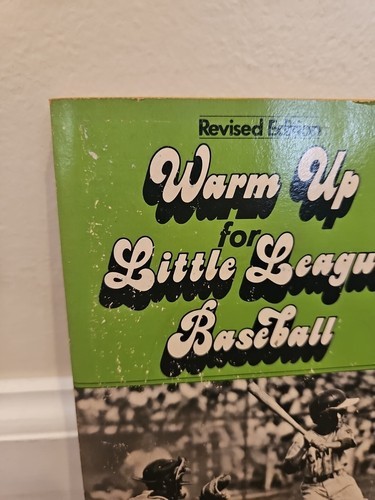 Revised Edition
Warm Up
for
Little Leagu
Baseball